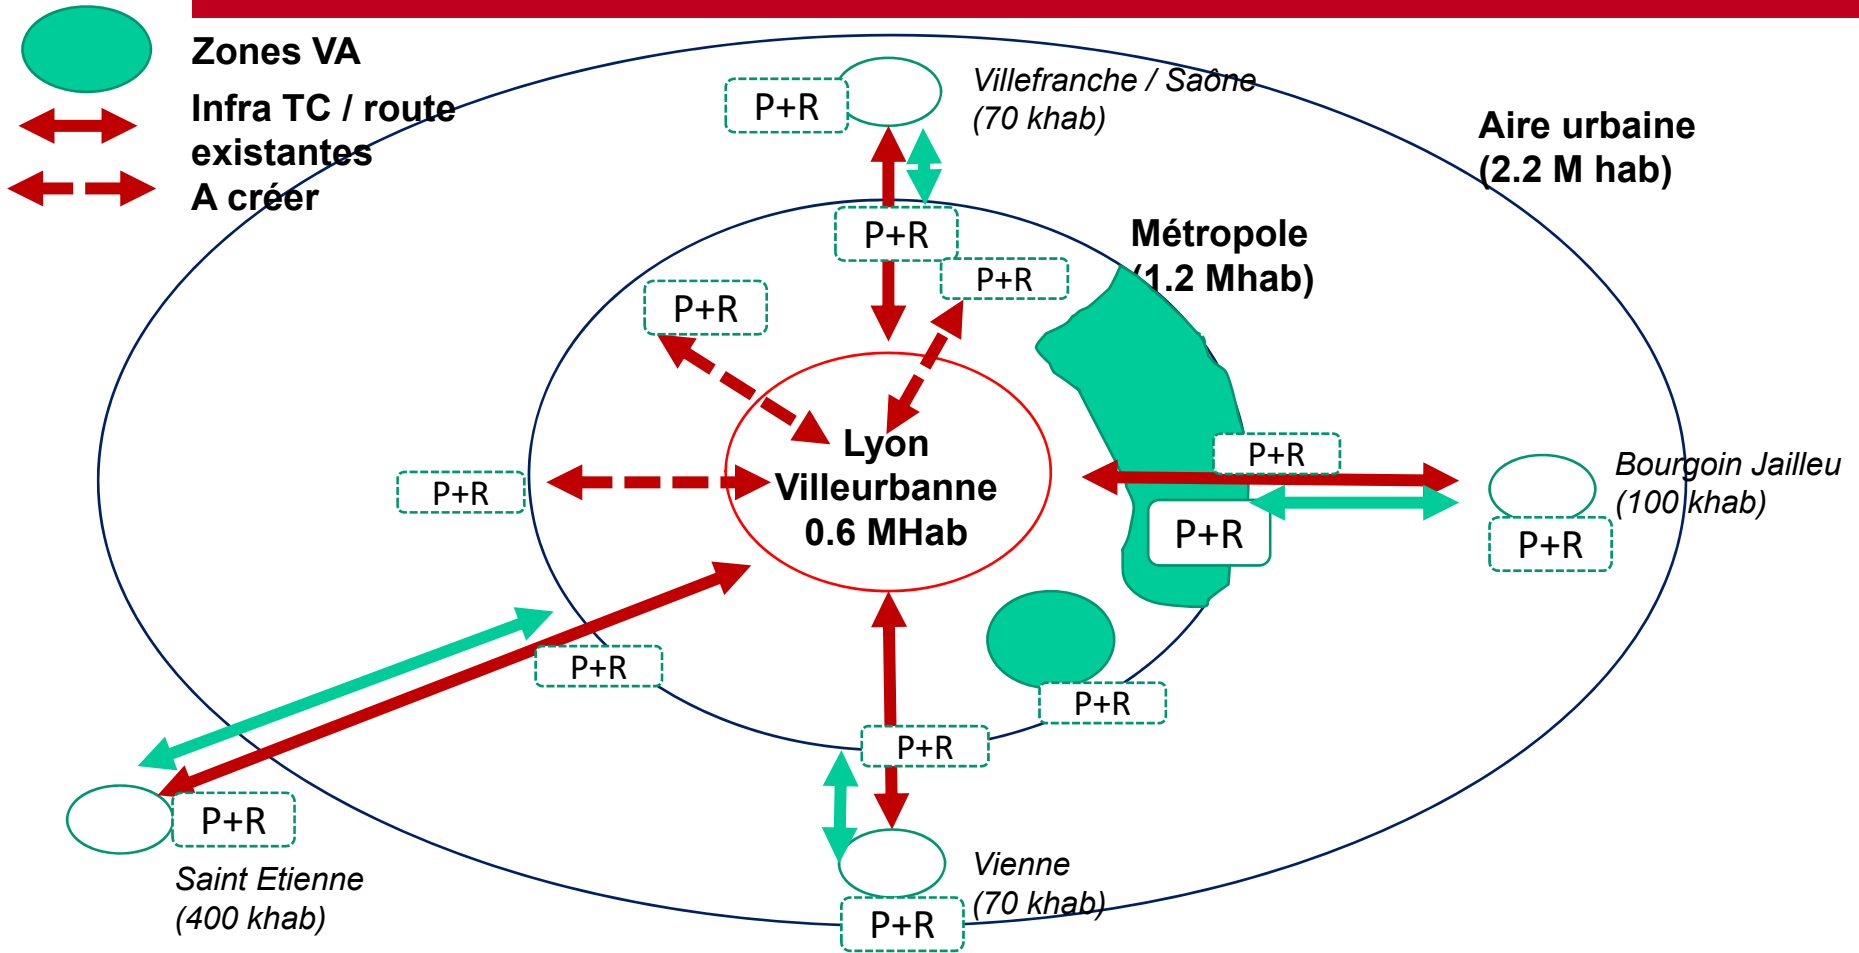 Zones VA
Infra TC / route
existantes
A créer
Villefranche / Saône
(70 khab)
P+R
Aire urbaine
(2.2 M hab)
Métropole
(1.2 Mhab)
P+R
P+R
P+R
Lyon
Villeurbanne
0.6 MHab
P+R
P+R
P+R
Bourgoin Jailleu
(100 khab)
P+R
P+R
P+R
P+R
P+R
Saint Etienne
(400 khab)
P+R
Vienne
(70 khab)
P+R